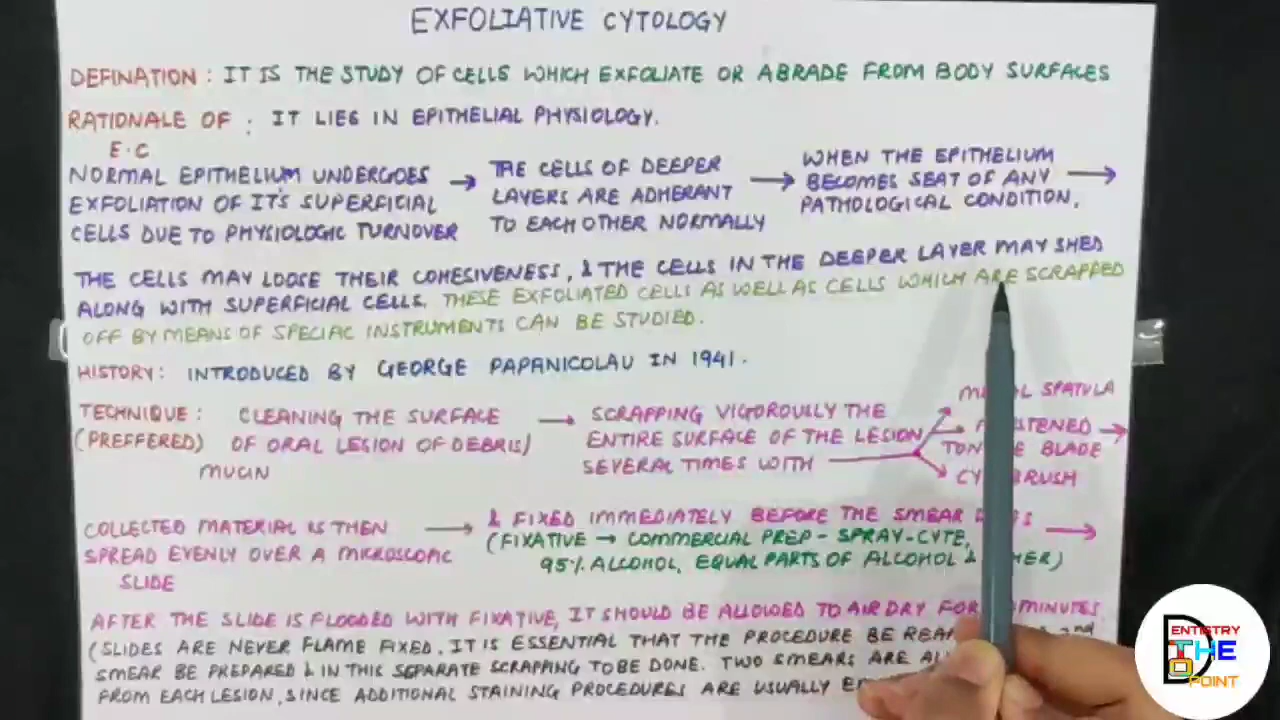 EXFOLIATIVE CYTOLOGY
DEFINATION : IT IS THE STUDY OF CELLS WHICH EXFOLIATE OR ABRADE FROM BODY SURFACES
RATIONALE OF : IT LIES IN EPITHELIAL PHYSIOLOGY.
E.C
NORMAL EPITHELIUM UNDERGOES
EXFOLIATION OF IT'S SUPERFICIAL
CELLS DUE TO PHYSIOLOGIC TURNOVER
→ THE CELLS OF DEEPER
LAYERS ARE ADHERANT
TO EACH OTHER NORMALLY
→ WHEN THE EPITHELIUM
BECOMES SEAT OF ANY →
PATHOLOGICAL CONDITION,
THE CELLS MAY LOOSE THEIR COHESIVENESS, & THE CELLS IN THE DEEPER LAYER MAY SHED
ALONG WITH SUPERFICIAL CELLS. THESE EXFOLIATED CELLS AS WELL AS CELLS WHICH ARE SCRAPPED
OFF BY MEANS OF SPECIAL INSTRUMENTS CAN BE STUDIED.
HISTORY: INTRODUCED BY GEORGE PAPANICOLAU IN 1941.
TECHNIQUE : CLEANING THE SURFACE
(PREFFERED) OF ORAL LESION OF DEBRIS/
MUCIN
→ SCRAPPING VIGOROULLY THE
ENTIRE SURFACE OF THE LESION
SEVERAL TIMES WITH
SPATULA
BLADE →
COLLECTED MATERIAL IS THEN
SPREAD EVENLY OVER A MICROSCOPIC
SLIDE
→ & FIXED IMMEDIATELY BEFORE THE SMEAR →
(FIXATIVE → COMMERCIAL PREP - SPRAY-CYTE,
95% ALCOHOL, EQUAL PARTS OF ALCOHOL &
AFTER THE SLIDE IS FLOODED WITH FIXATIVE, IT SHOULD BE ALLOWED TO AIR DRY FOR MINUTES
(SLIDES ARE NEVER FLAME FIXED, IT ESSENTIAL THAT THE PROCEDURE BE
SMEAR BE PREPARED & IN THIS SEPARATE SCRAPPING TO BE DONE. TWO SMEARS ARE
FROM EACH LESION, SINCE ADDITIONAL STAINING PROCEDURES ARE USUALLY
DENTISTRY
THE
POINT